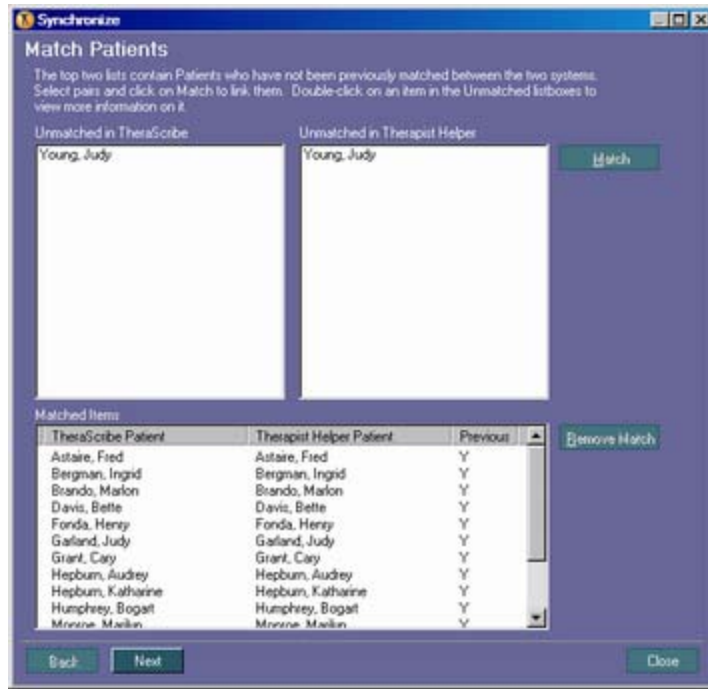 Synchronize
Match Patients
The top two lists contain Patients who have not been previously matched between the two systems.
Select pairs and click on Match to link them. Double-click on an item in the Unmatched listboxes to
view more information on it.
Unmatched in TheraScribe
Unmatched in Therapist Helper
Young, Judy
Young, Judy
Match
Matched Items
TheraScribe Patient Therapist Helper Patient Previous
Remove Match
Astaire, Fred Astaire, Fred Y
Bergman, Ingrid Bergman, Ingrid Y
Brando, Marlon Brando, Marlon Y
Davis, Bette Davis, Bette Y
Fonda, Henry Fonda, Henry Y
Garland, Judy Garland, Judy Y
Grant, Cary Grant, Cary Y
Hepburn, Audrey Hepburn, Audrey Y
Hepburn, Katharine Hepburn, Katharine Y
Humphrey, Bogart Humphrey, Bogart Y
Monroe, Marilyn Monroe, Marilyn Y
Back
Next
Close